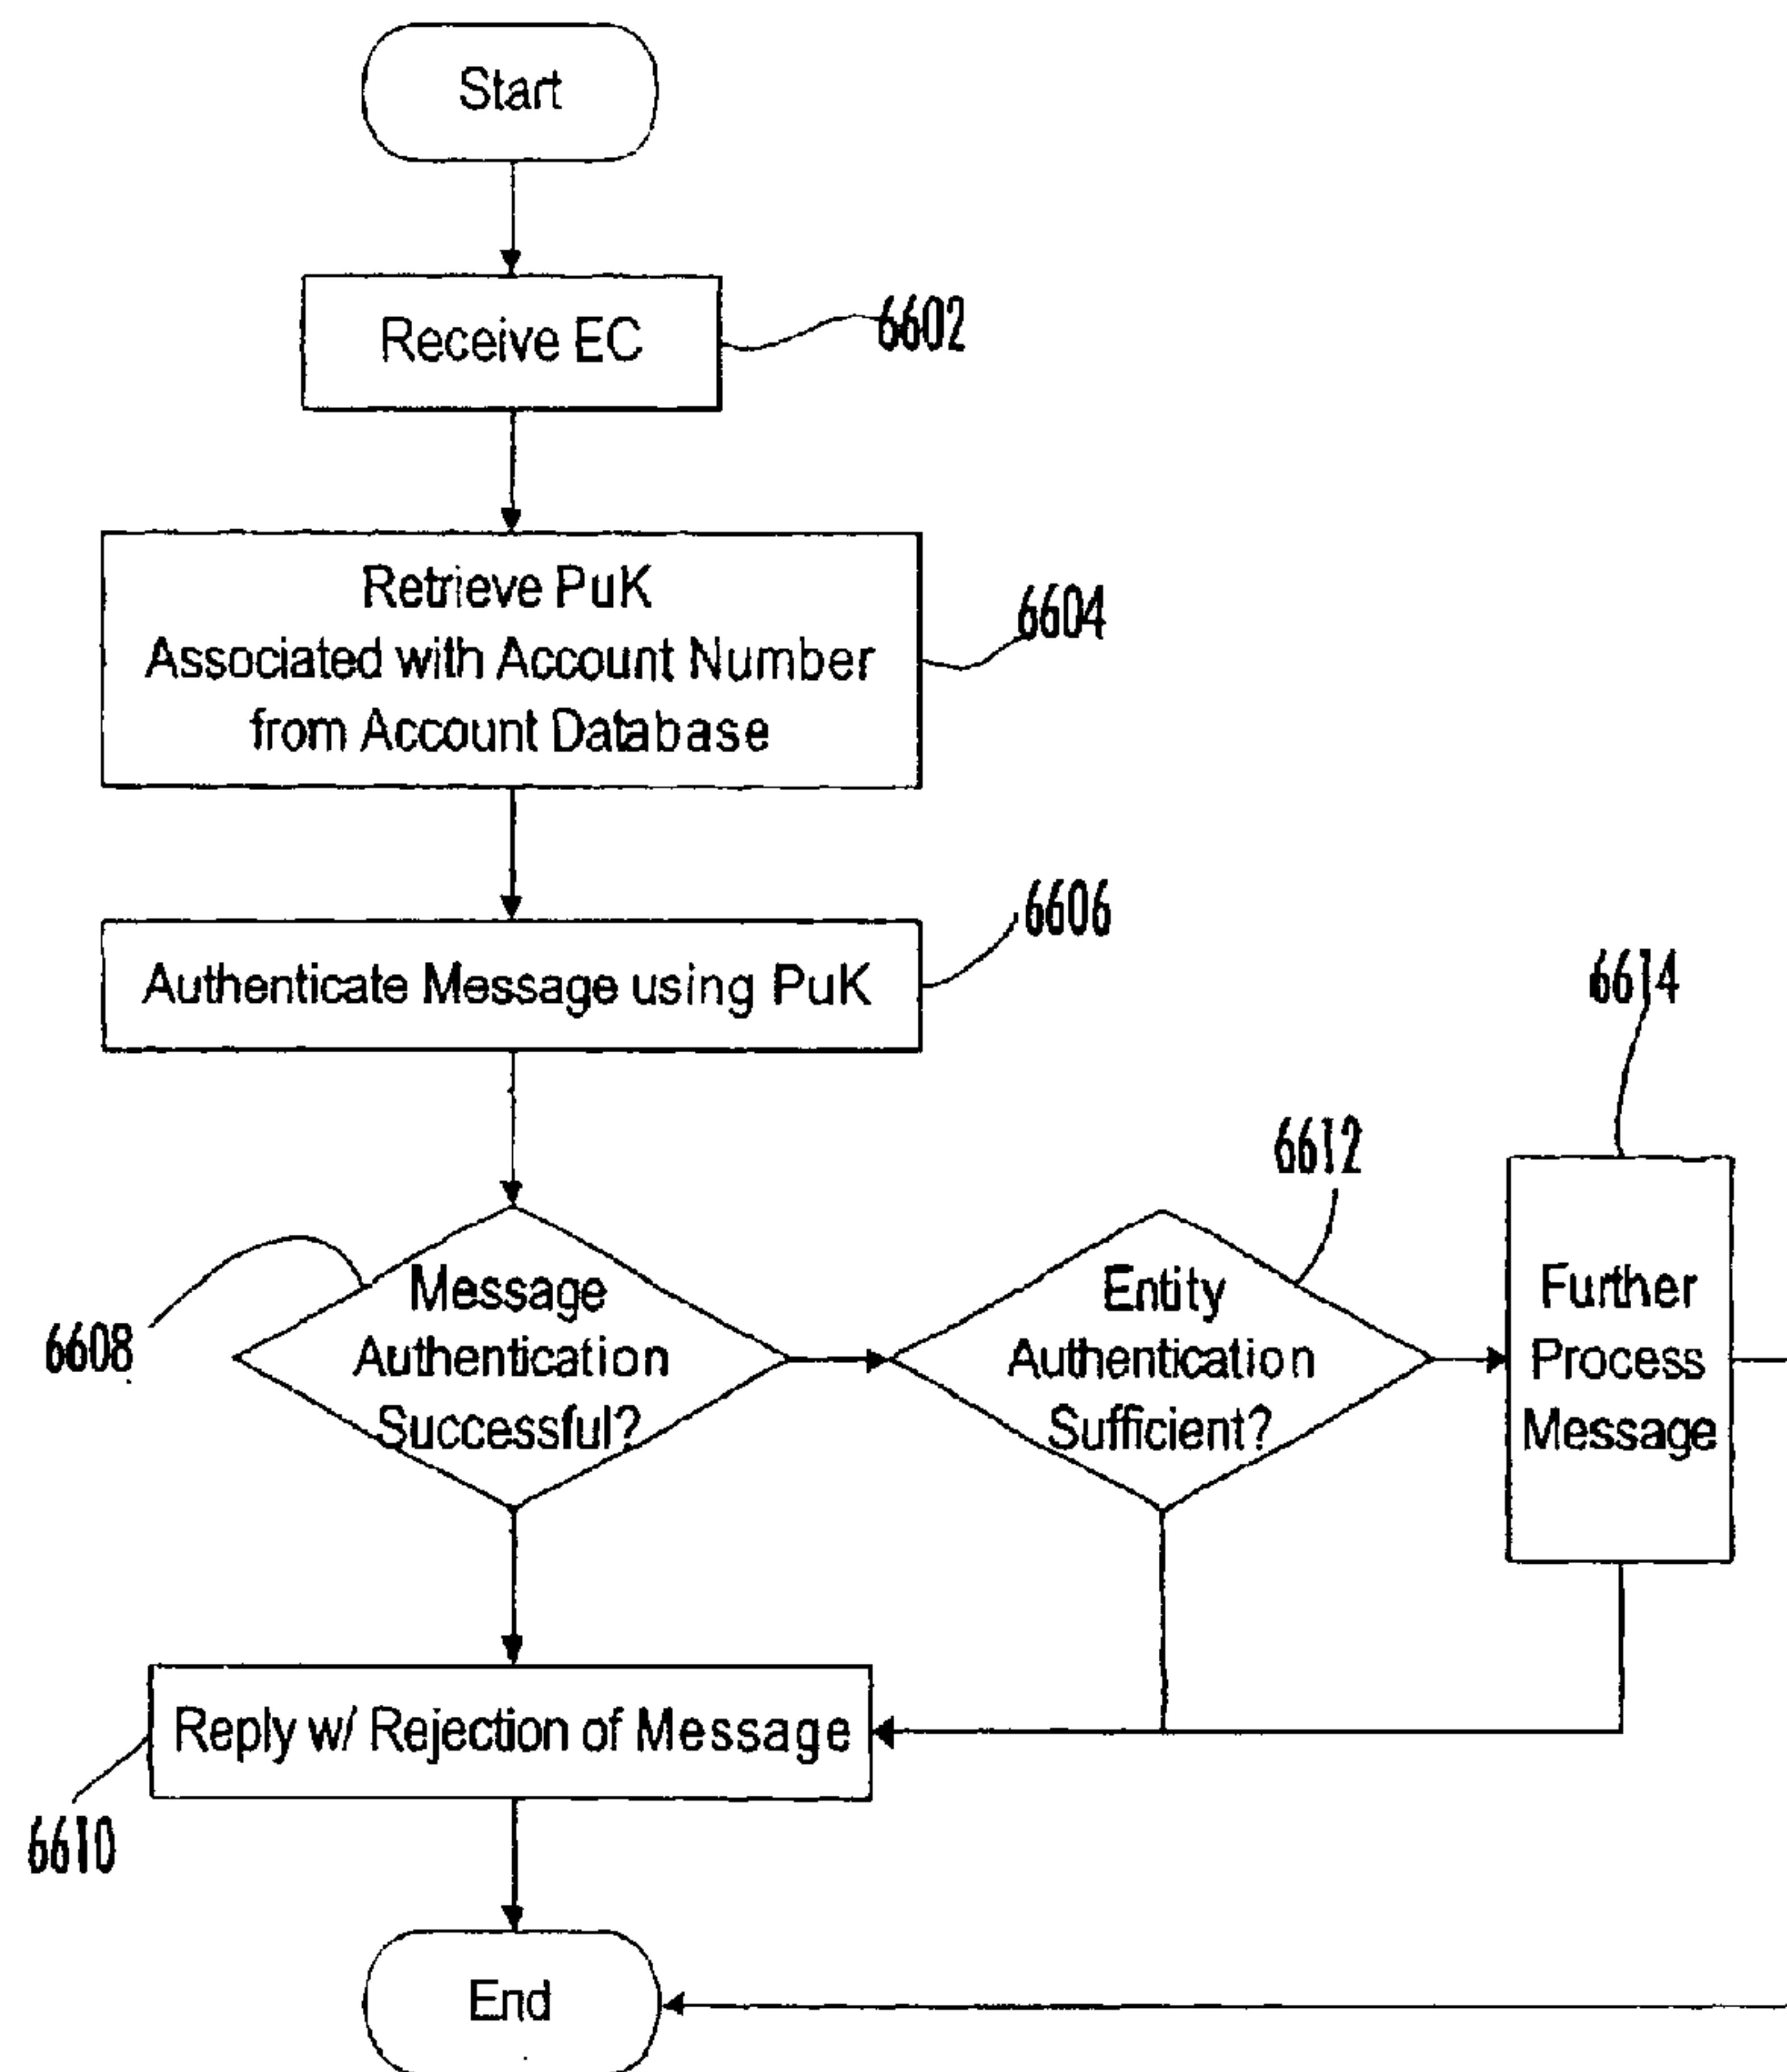 Start
Receive EC
6602
Retrieve PuK
Associated with Account Number
from Account Database
6604
Authenticate Message using PuK
6606
6614
6612
Message
Authentication
Successful?
6608
Entity
Authentication
Sufficient?
Further
Process
Message
Reply w/ Rejection of Message
6610
End